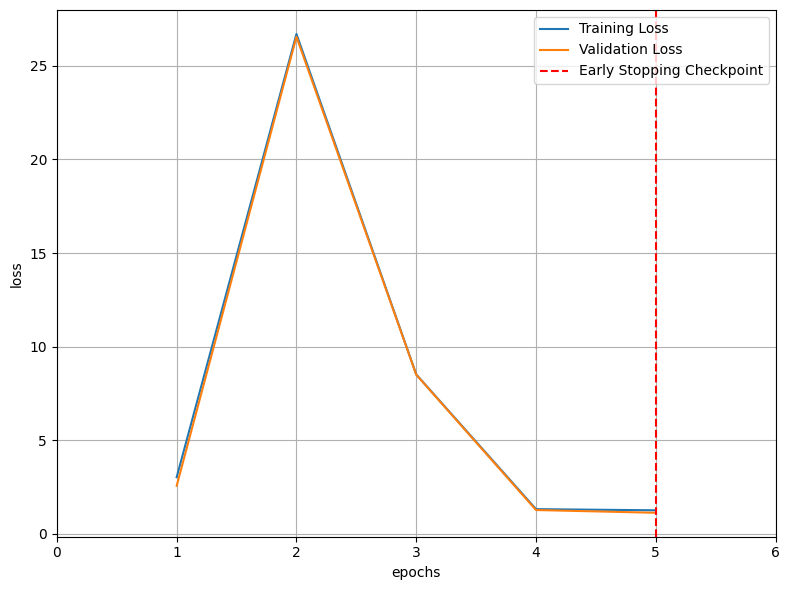 Training Loss
Validation Loss
Early Stopping Checkpoint
25
20
15
10
5
0
loss
0 1 2 3 4 5 6
epochs